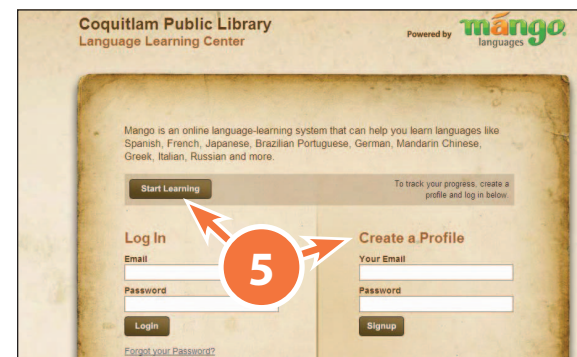 Coquitlam Public Library
Language Learning Center
Powered by mango languages
Mango is an online language-learning system that can help you learn languages like
Spanish, French, Japanese, Brazilian Portuguese, German, Mandarin Chinese,
Greek, Italian, Russian and more.
Start Learning
To track your progress, create a
profile and log in below.
Log In
Email
Password
Login
Forgot your Password?
5
Create a Profile
Your Email
Password
Signup